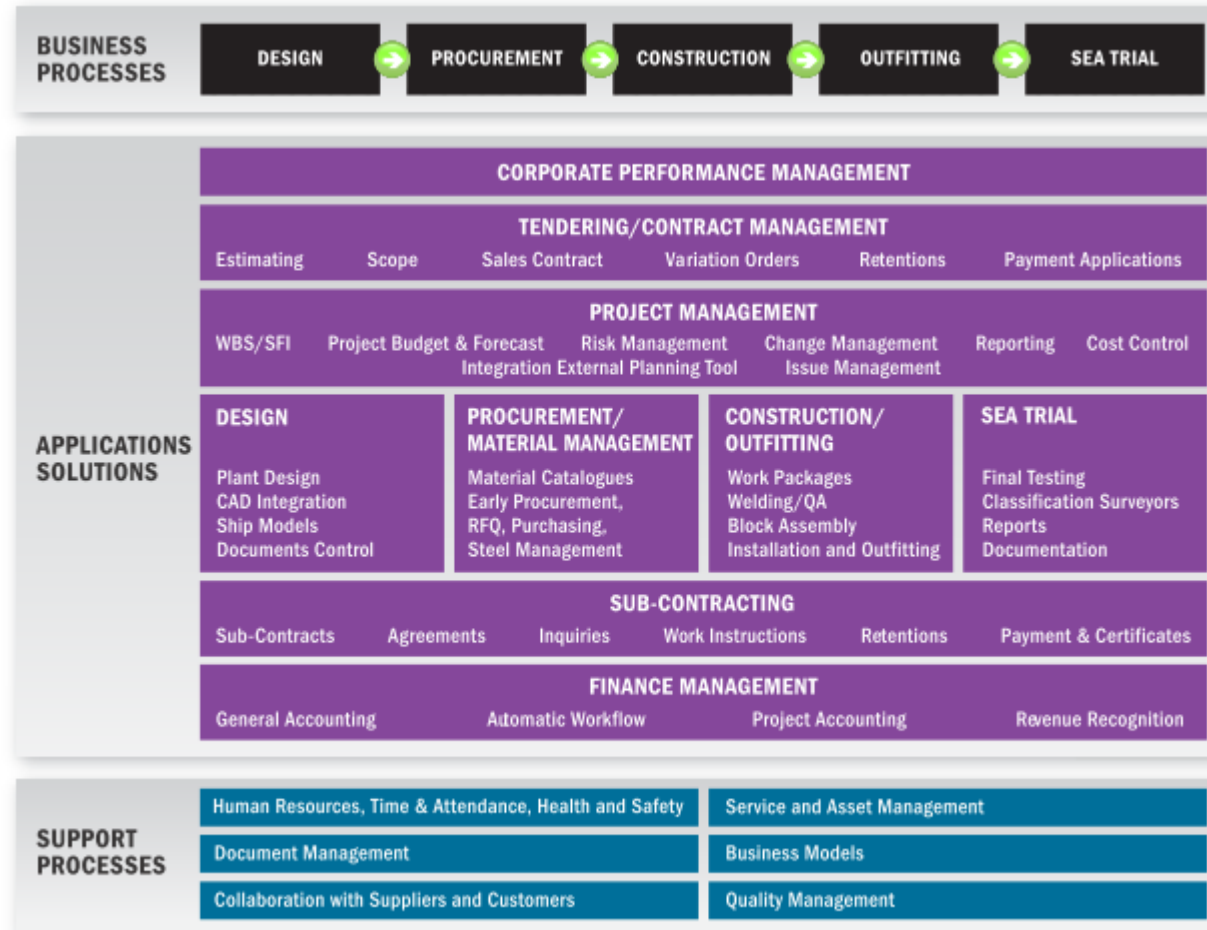 BUSINESS
PROCESSES
DESIGN
PROCUREMENT
CONSTRUCTION
OUTFITTING
SEA TRIAL
APPLICATIONS
SOLUTIONS
CORPORATE PERFORMANCE MANAGEMENT
TENDERING/CONTRACT MANAGEMENT
Estimating Scope Sales Contract Variation Orders Retentions Payment Applications
PROJECT MANAGEMENT
WBS/SFI Project Budget & Forecast Risk Management Change Management Reporting Cost Control
Integration External Planning Tool Issue Management
DESIGN
Plant Design
CAD Integration
Ship Models
Documents Control
PROCUREMENT/
MATERIAL MANAGEMENT
Material Catalogues
Early Procurement,
RFQ, Purchasing,
Steel Management
CONSTRUCTION/
OUTFITTING
Work Packages
Welding/QA
Block Assembly
Installation and Outfitting
SEA TRIAL
Final Testing
Classification Surveyors
Reports
Documentation
SUB-CONTRACTING
Sub-Contracts Agreements Inquiries Work Instructions Retentions Payment & Certificates
FINANCE MANAGEMENT
General Accounting Automatic Workflow Project Accounting Revenue Recognition
SUPPORT
PROCESSES
Human Resources, Time & Attendance, Health and Safety
Service and Asset Management
Document Management
Business Models
Collaboration with Suppliers and Customers
Quality Management